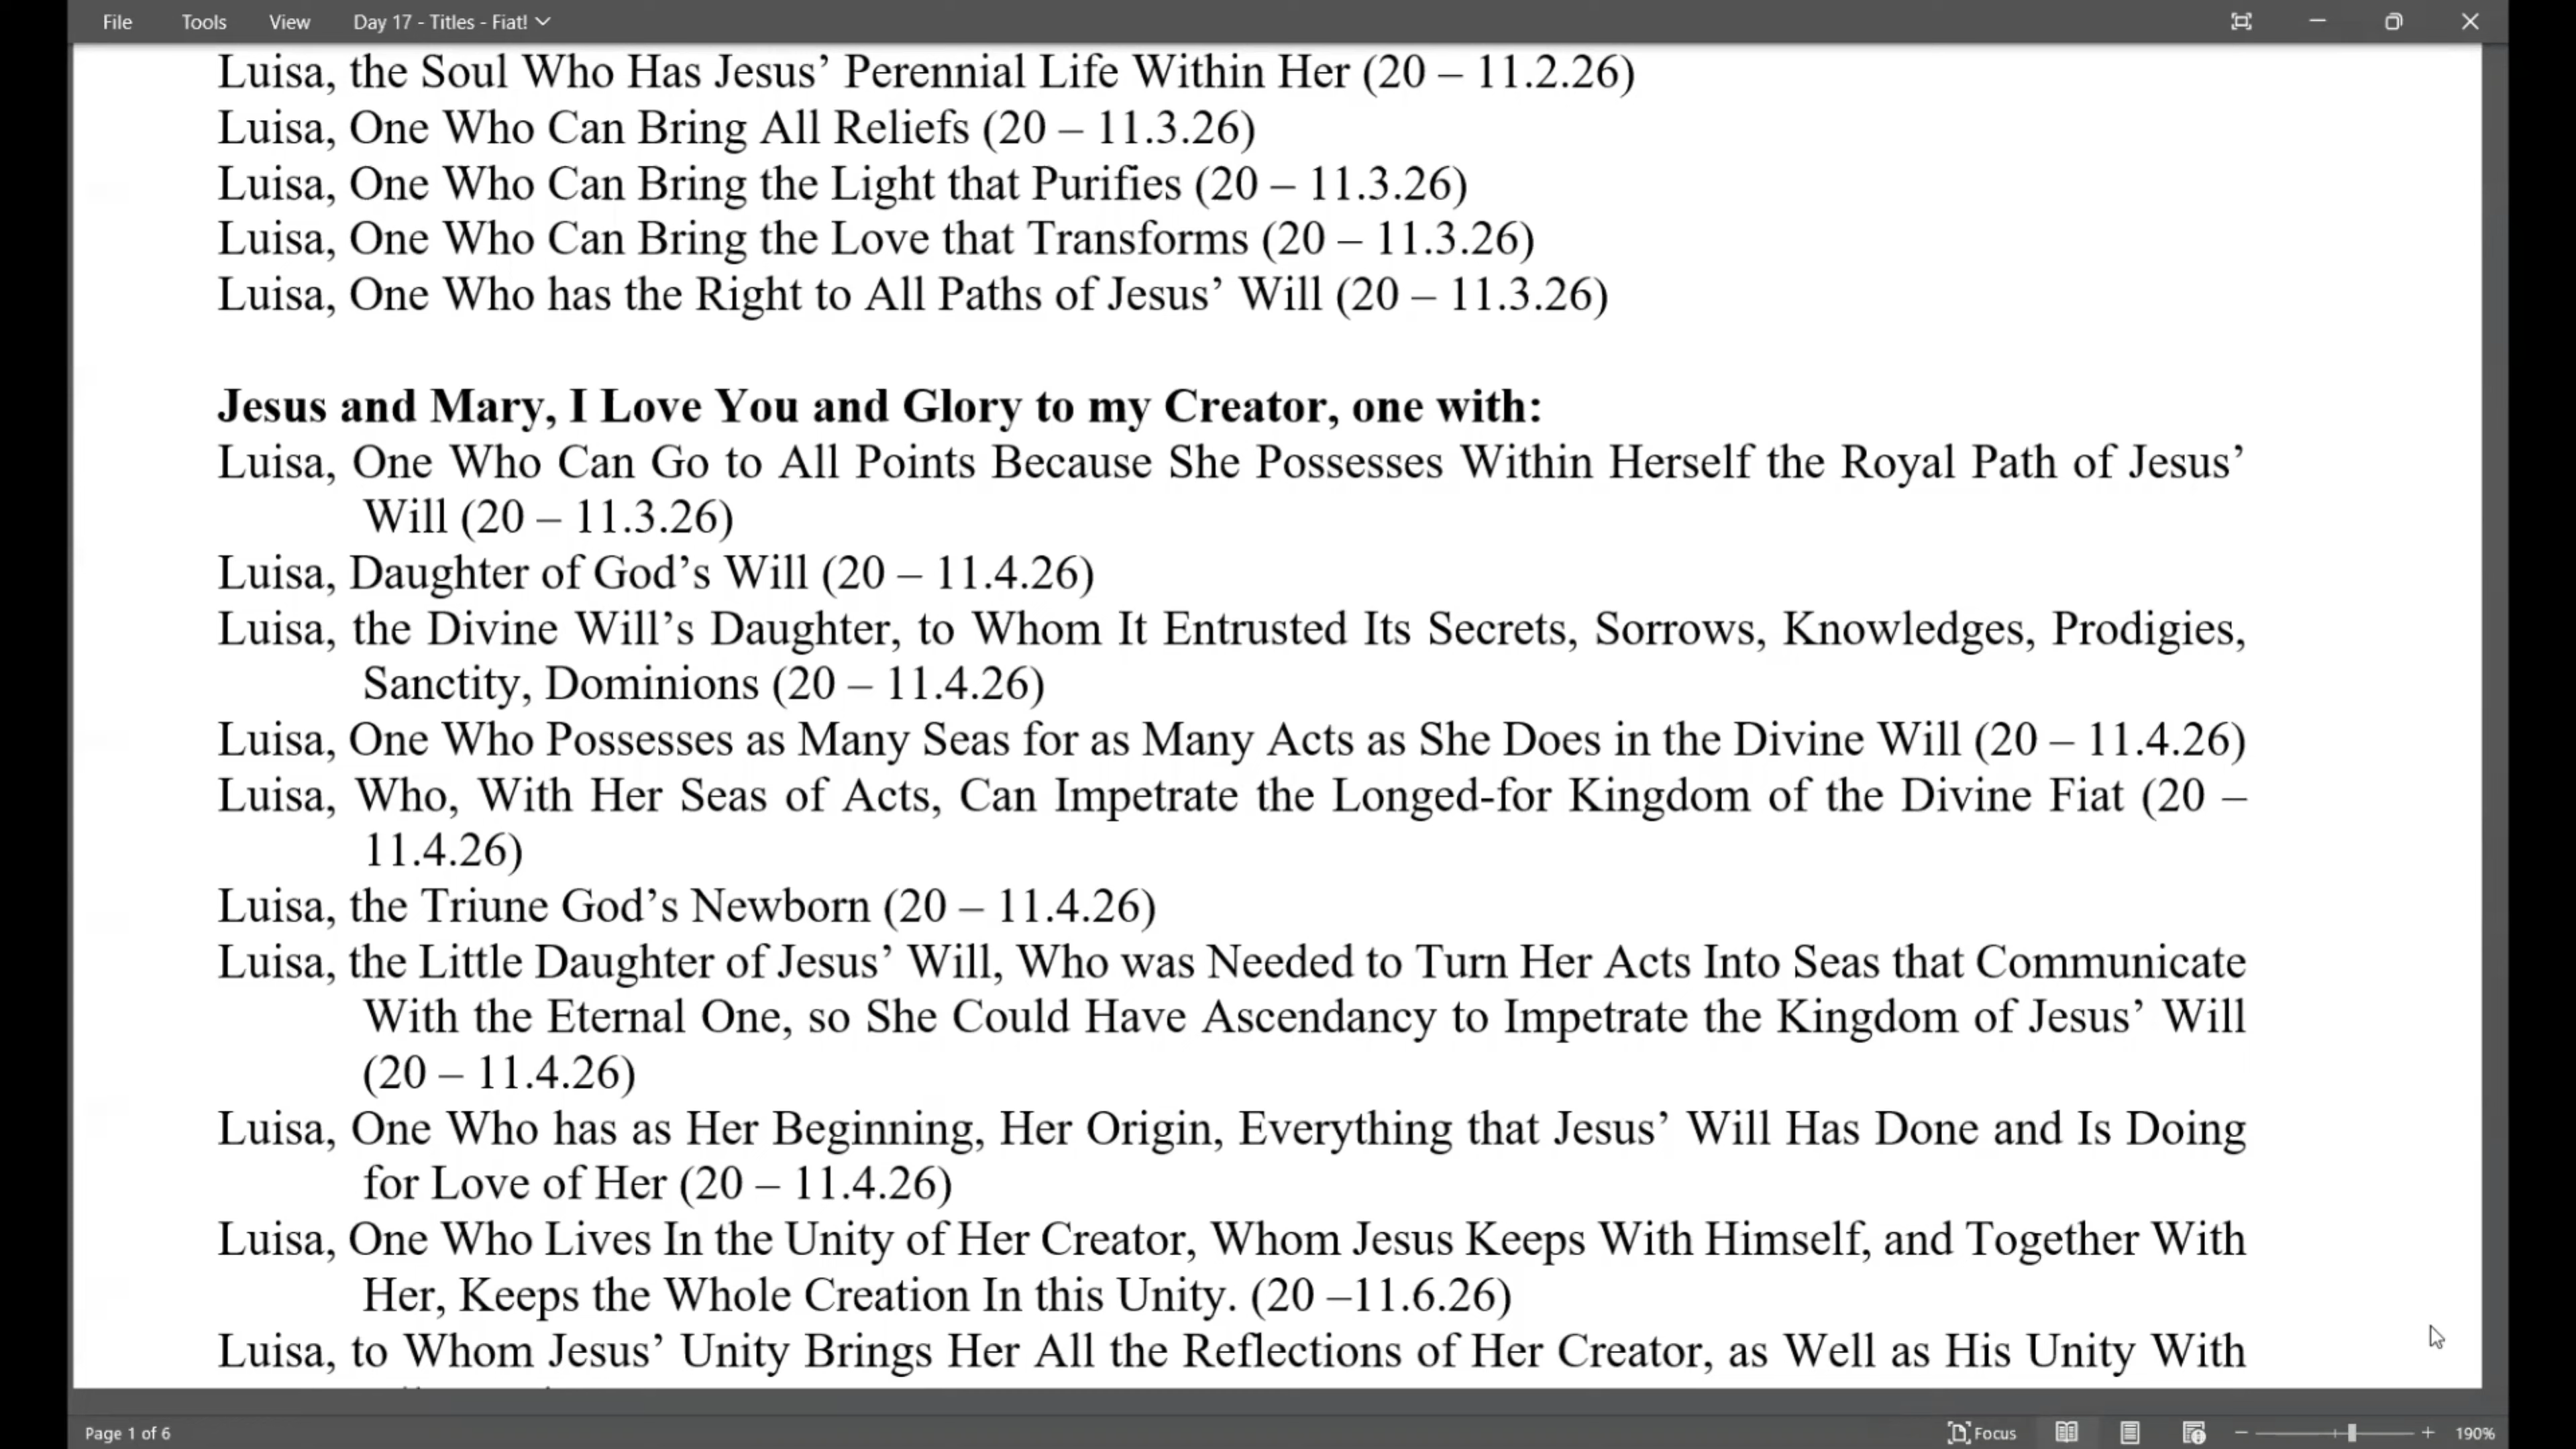 File Tools View Day 17 - Titles - Fiat!
Luisa, the Soul Who Has Jesus’ Perennial Life Within Her (20 – 11.2.26)
Luisa, One Who Can Bring All Reliefs (20 – 11.3.26)
Luisa, One Who Can Bring the Light that Purifies (20 – 11.3.26)
Luisa, One Who Can Bring the Love that Transforms (20 – 11.3.26)
Luisa, One Who has the Right to All Paths of Jesus’ Will (20 – 11.3.26)
Jesus and Mary, I Love You and Glory to my Creator, one with:
Luisa, One Who Can Go to All Points Because She Possesses Within Herself the Royal Path of Jesus’
Will (20 – 11.3.26)
Luisa, Daughter of God’s Will (20 – 11.4.26)
Luisa, the Divine Will’s Daughter, to Whom It Entrusted Its Secrets, Sorrows, Knowledges, Prodigies,
Sanctity, Dominions (20 – 11.4.26)
Luisa, One Who Possesses as Many Seas for as Many Acts as She Does in the Divine Will (20 – 11.4.26)
Luisa, Who, With Her Seas of Acts, Can Impetrate the Longed-for Kingdom of the Divine Fiat (20 –
11.4.26)
Luisa, the Triune God’s Newborn (20 – 11.4.26)
Luisa, the Little Daughter of Jesus’ Will, Who was Needed to Turn Her Acts Into Seas that Communicate
With the Eternal One, so She Could Have Ascendancy to Impetrate the Kingdom of Jesus’ Will
(20 – 11.4.26)
Luisa, One Who has as Her Beginning, Her Origin, Everything that Jesus’ Will Has Done and Is Doing
for Love of Her (20 – 11.4.26)
Luisa, One Who Lives In the Unity of Her Creator, Whom Jesus Keeps With Himself, and Together With
Her, Keeps the Whole Creation In this Unity. (20 –11.6.26)
Luisa, to Whom Jesus’ Unity Brings Her All the Reflections of Her Creator, as Well as His Unity With
Page 1 of 6 Focus 190%